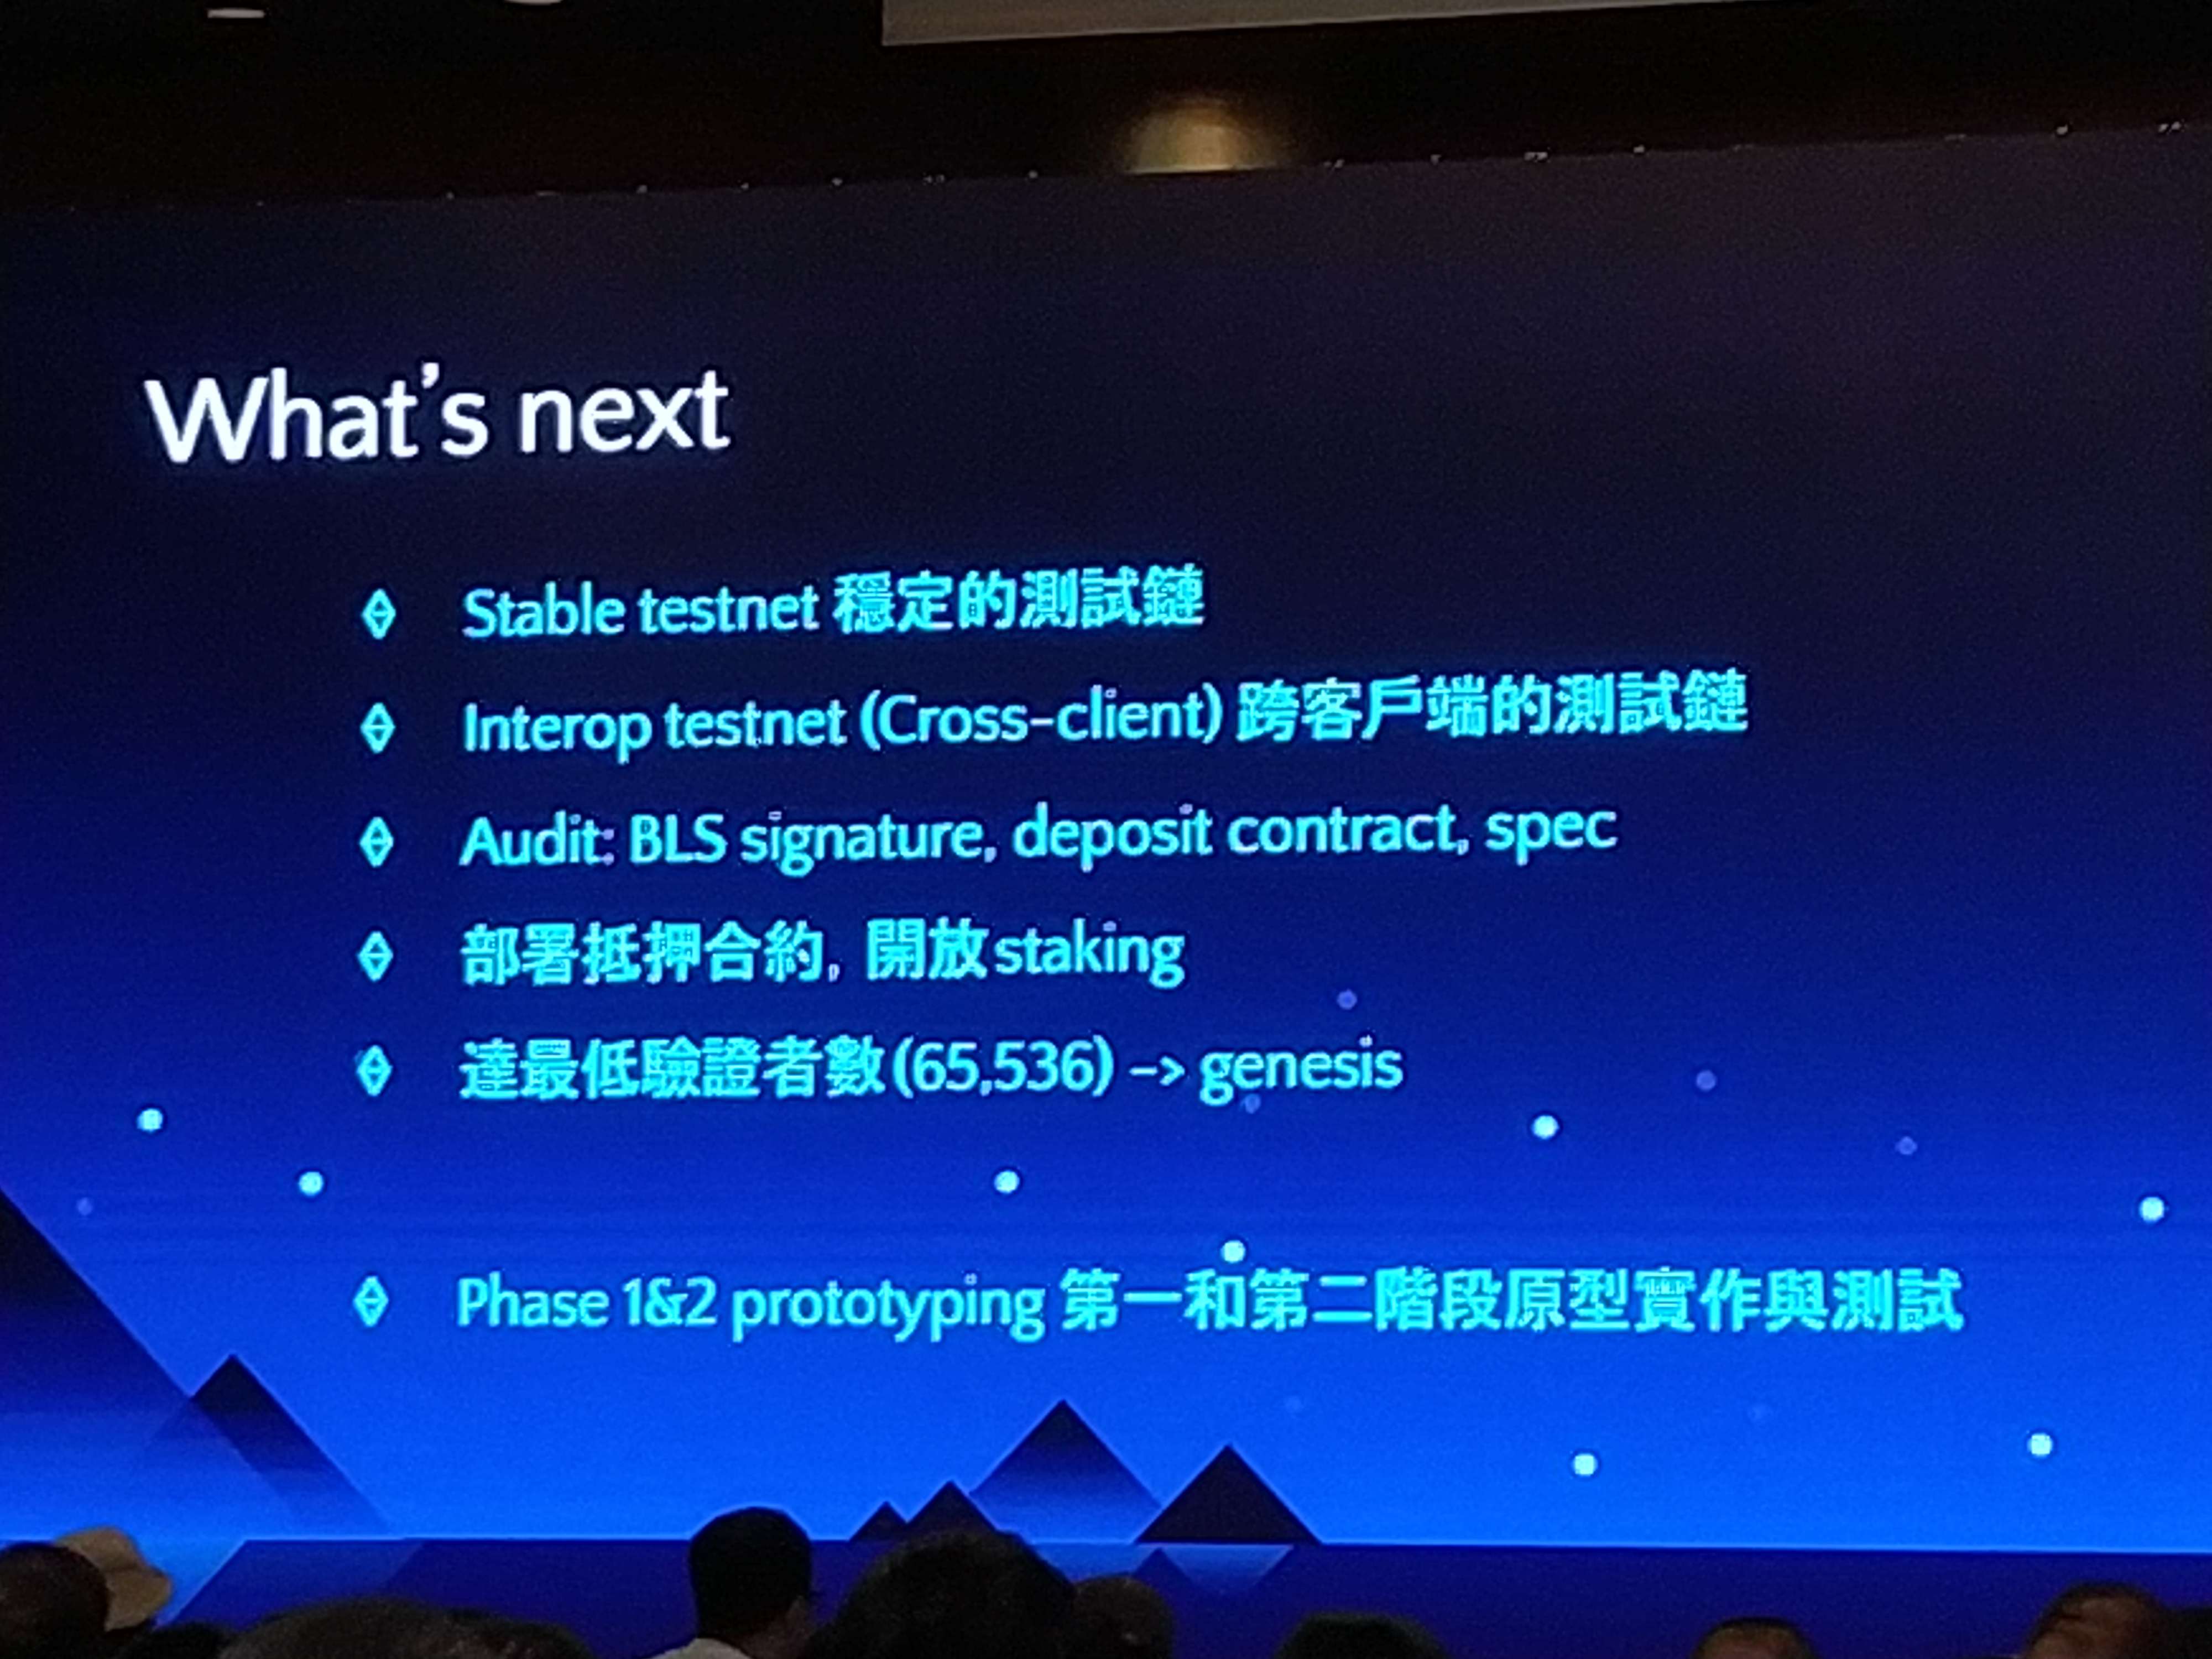 What's next
Stable testnet 穩定的測試鏈
Interop testnet (Cross-client) 跨客戶端的測試鏈
Audit: BLS signature, deposit contract, spec
部署抵押合約, 開放staking
達最低驗證者數(65,536) -> genesis
Phase 1&2 prototyping 第一和第二階段原型實作與測試